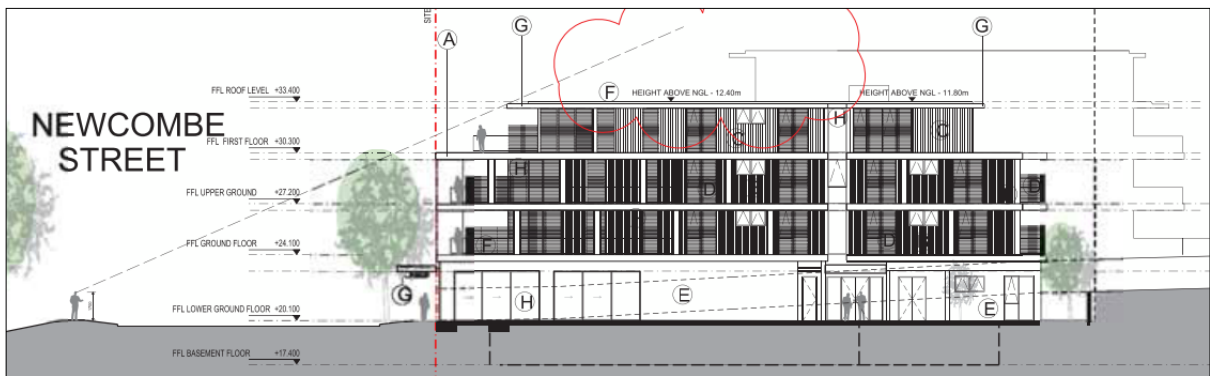 SITE
G
G
A
F
HEIGHT ABOVE NGL - 12.40m
HEIGHT ABOVE NGL - 11.80m
FFL ROOF LEVEL +33.400
H
C
C
NEWCOMBE
STREET
FFL FIRST FLOOR +30.300
H
D
D
FFL UPPER GROUND +27.200
F
D
FFL GROUND FLOOR +24.100
G
H
E
E
FFL LOWER GROUND FLOOR +20.100
FFL BASEMENT FLOOR +17.400